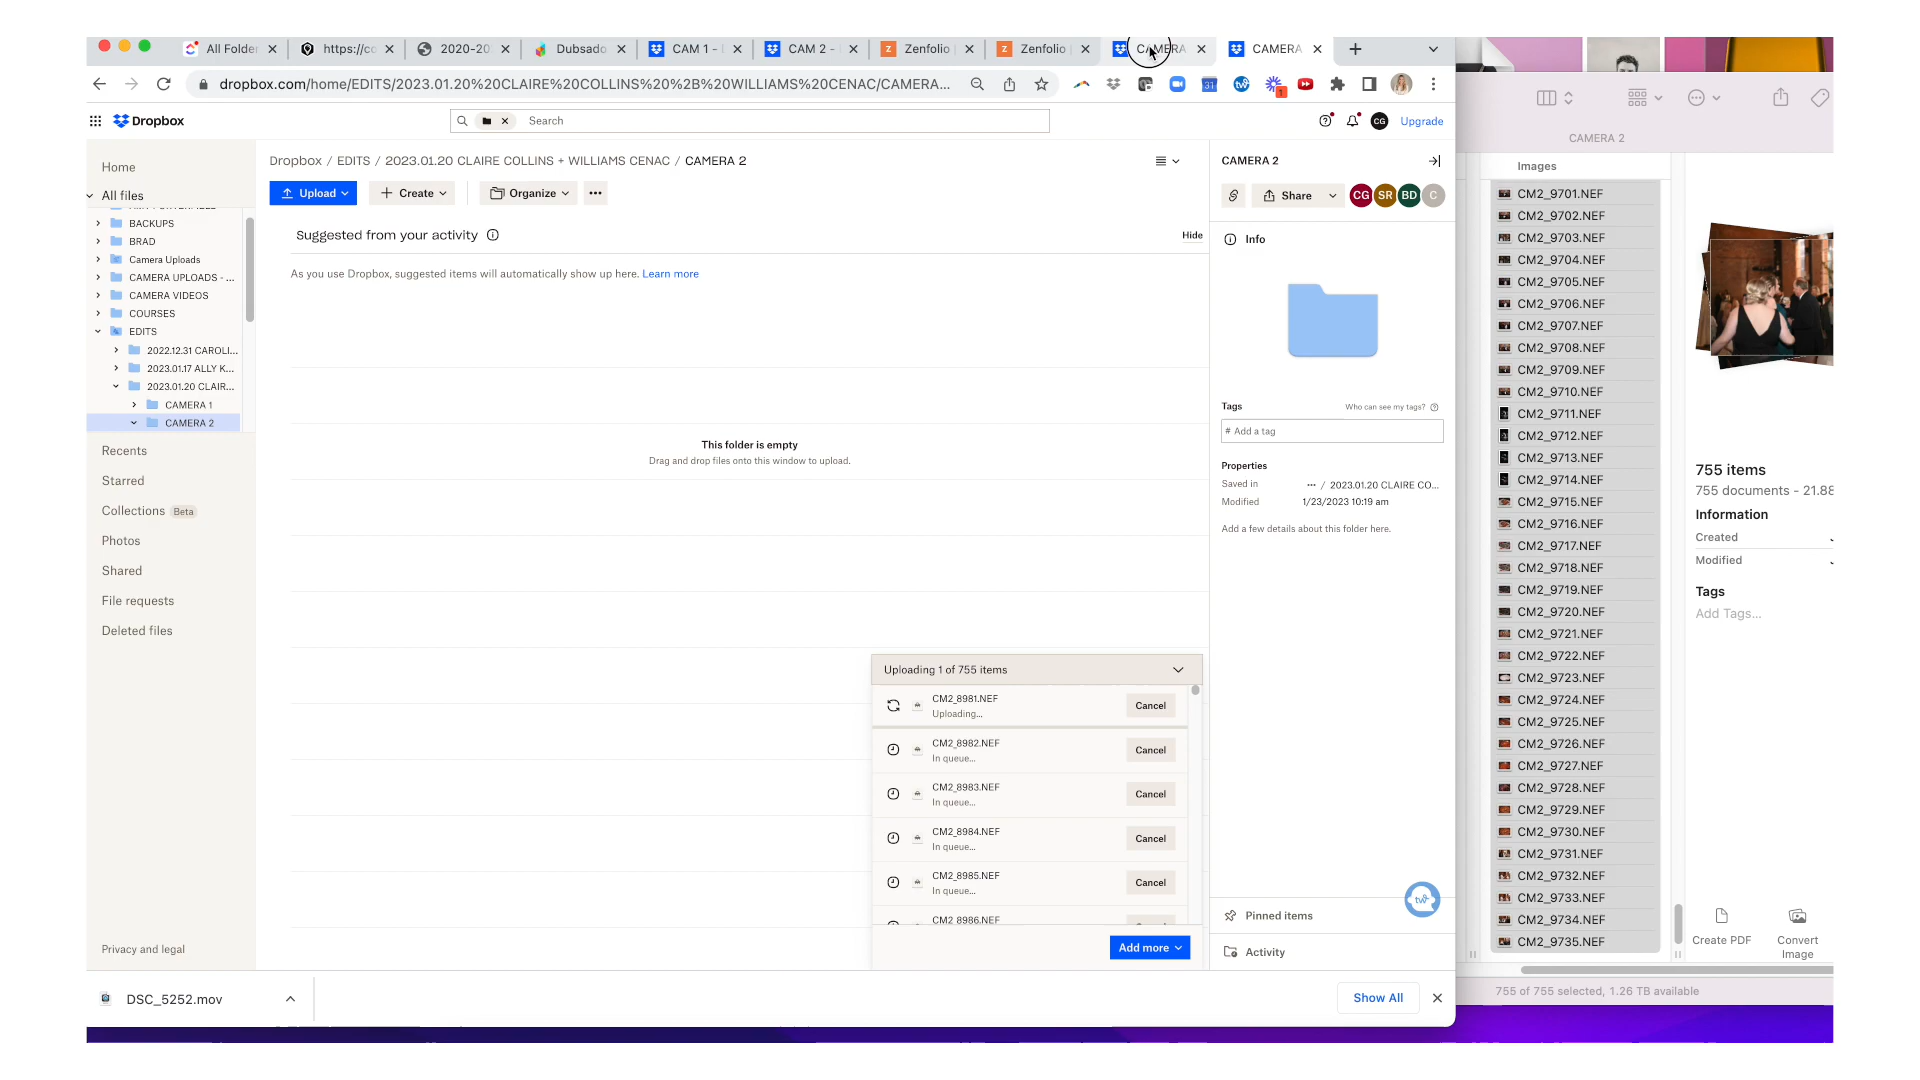 All Folder
https://cc
2020-20
Dubsado
CAM 1 -
CAM 2 -
Zenfolio
Zenfolio
CAMERA
CAMERA
dropbox.com/home/EDITS/2023.01.20%20CLAIRE%20COLLINS%20%2B%20WILLIAMS%20CENAC/CAMERA...
31
1
Dropbox
Search
CG
Upgrade
Home
All files
BACKUPS
BRAD
Camera Uploads
CAMERA UPLOADS - ...
CAMERA VIDEOS
COURSES
EDITS
2022.12.31 CAROLI...
2023.01.17 ALLY K...
2023.01.20 CLAIR...
CAMERA 1
CAMERA 2
Recents
Starred
Collections Beta
Photos
Shared
File requests
Deleted files
Privacy and legal
Dropbox / EDITS / 2023.01.20 CLAIRE COLLINS + WILLIAMS CENAC / CAMERA 2
Upload
Create
Organize
Suggested from your activity
Hide
As you use Dropbox, suggested items will automatically show up here. Learn more
This folder is empty
Drag and drop files onto this window to upload.
Uploading 1 of 755 items
CM2_8981.NEF
Uploading...
Cancel
CM2_8982.NEF
In queue...
Cancel
CM2_8983.NEF
In queue...
Cancel
CM2_8984.NEF
In queue...
Cancel
CM2_8985.NEF
In queue...
Cancel
CM2_8986.NEF
Add more
CAMERA 2
Share
CG SR BD C
Info
Tags
Who can see my tags?
# Add a tag
Properties
Saved in
... / 2023.01.20 CLAIRE CO...
Modified
1/23/2023 10:19 am
Add a few details about this folder here.
tw
Pinned items
Activity
DSC_5252.mov
Show All
CAMERA 2
Images
CM2_9701.NEF
CM2_9702.NEF
CM2_9703.NEF
CM2_9704.NEF
CM2_9705.NEF
CM2_9706.NEF
CM2_9707.NEF
CM2_9708.NEF
CM2_9709.NEF
CM2_9710.NEF
CM2_9711.NEF
CM2_9712.NEF
CM2_9713.NEF
CM2_9714.NEF
CM2_9715.NEF
CM2_9716.NEF
CM2_9717.NEF
CM2_9718.NEF
CM2_9719.NEF
CM2_9720.NEF
CM2_9721.NEF
CM2_9722.NEF
CM2_9723.NEF
CM2_9724.NEF
CM2_9725.NEF
CM2_9726.NEF
CM2_9727.NEF
CM2_9728.NEF
CM2_9729.NEF
CM2_9730.NEF
CM2_9731.NEF
CM2_9732.NEF
CM2_9733.NEF
CM2_9734.NEF
CM2_9735.NEF
755 items
755 documents - 21.88
Information
Created
Modified
Tags
Add Tags...
Create PDF
Convert
Image
755 of 755 selected, 1.26 TB available